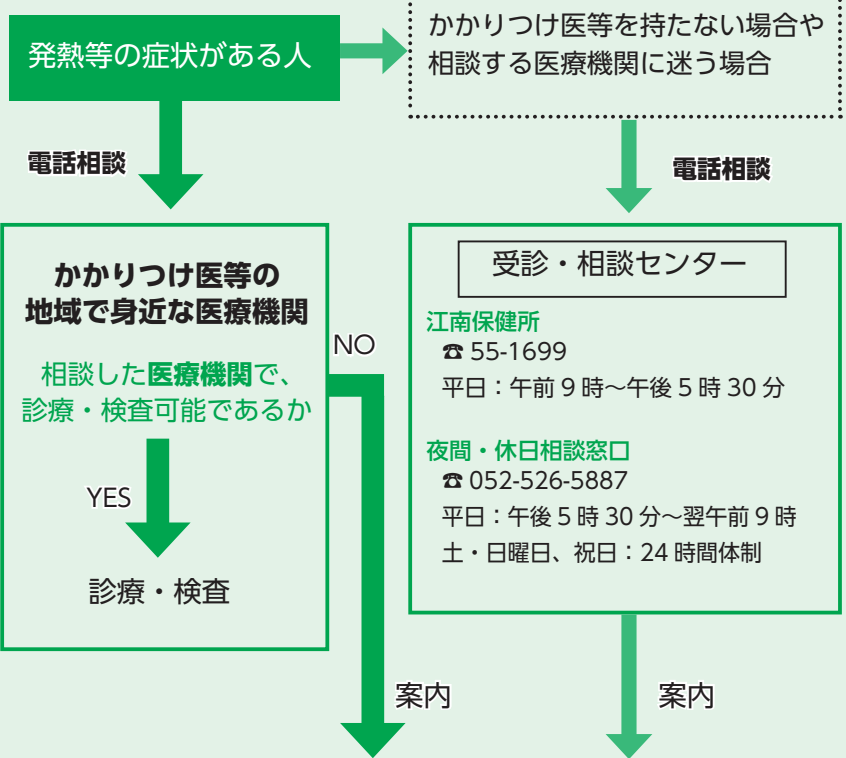 発熱等の症状がある人
かかりつけ医等を持たない場合や
相談する医療機関に迷う場合
電話相談
電話相談
かかりつけ医等の
地域で身近な医療機関
相談した医療機関で、
診療・検査可能であるか
YES
診療・検査
NO
案内
受診・相談センター
江南保健所
☎ 55-1699
平日：午前 9 時～午後 5 時 30 分
夜間・休日相談窓口
☎ 052-526-5887
平日：午後 5 時 30 分～翌午前 9 時
土・日曜日、祝日：24 時間体制
案内